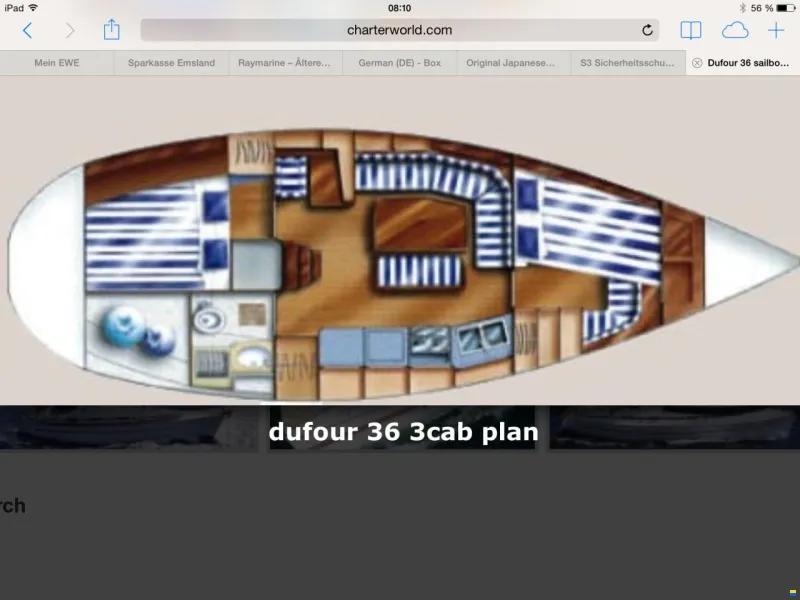 iPad 08:10 56 %
charterworld.com
Mein EWE Sparkasse Emsland Raymarine – Ältere... German (DE) - Box Original Japanese... S3 Sicherheitsschu... Dufour 36 sailbo...
dufour 36 3cab plan
rch